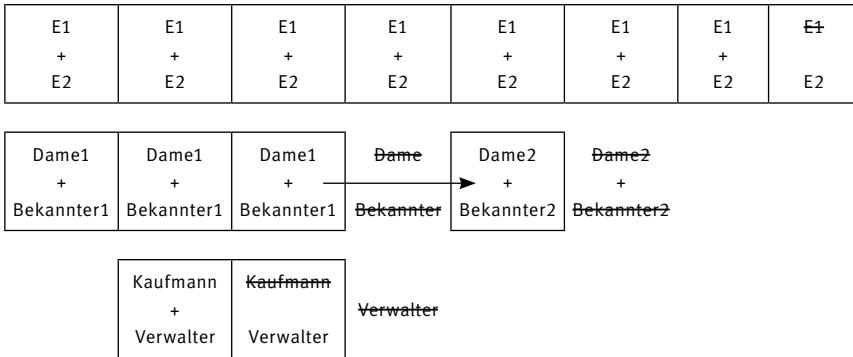 E1 E1 E1 E1 E1 E1 E1 E1
+ + + + + + +
E2 E2 E2 E2 E2 E2 E2 E2
Dame1 Dame1 Dame1 Dame Dame2 Dame2
+ + + + +
Bekannter1 Bekannter1 Bekannter1 Bekannter Bekannter2 Bekannter2
Kaufmann Kaufmann
+ Verwalter
Verwalter Verwalter